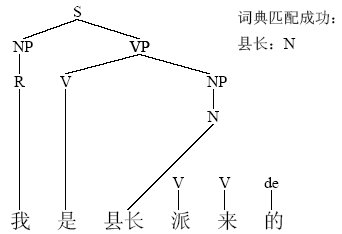 S
词典匹配成功：
NP VP
县长：N
R V NP
N
V V de
我 是 县长 派 来 的